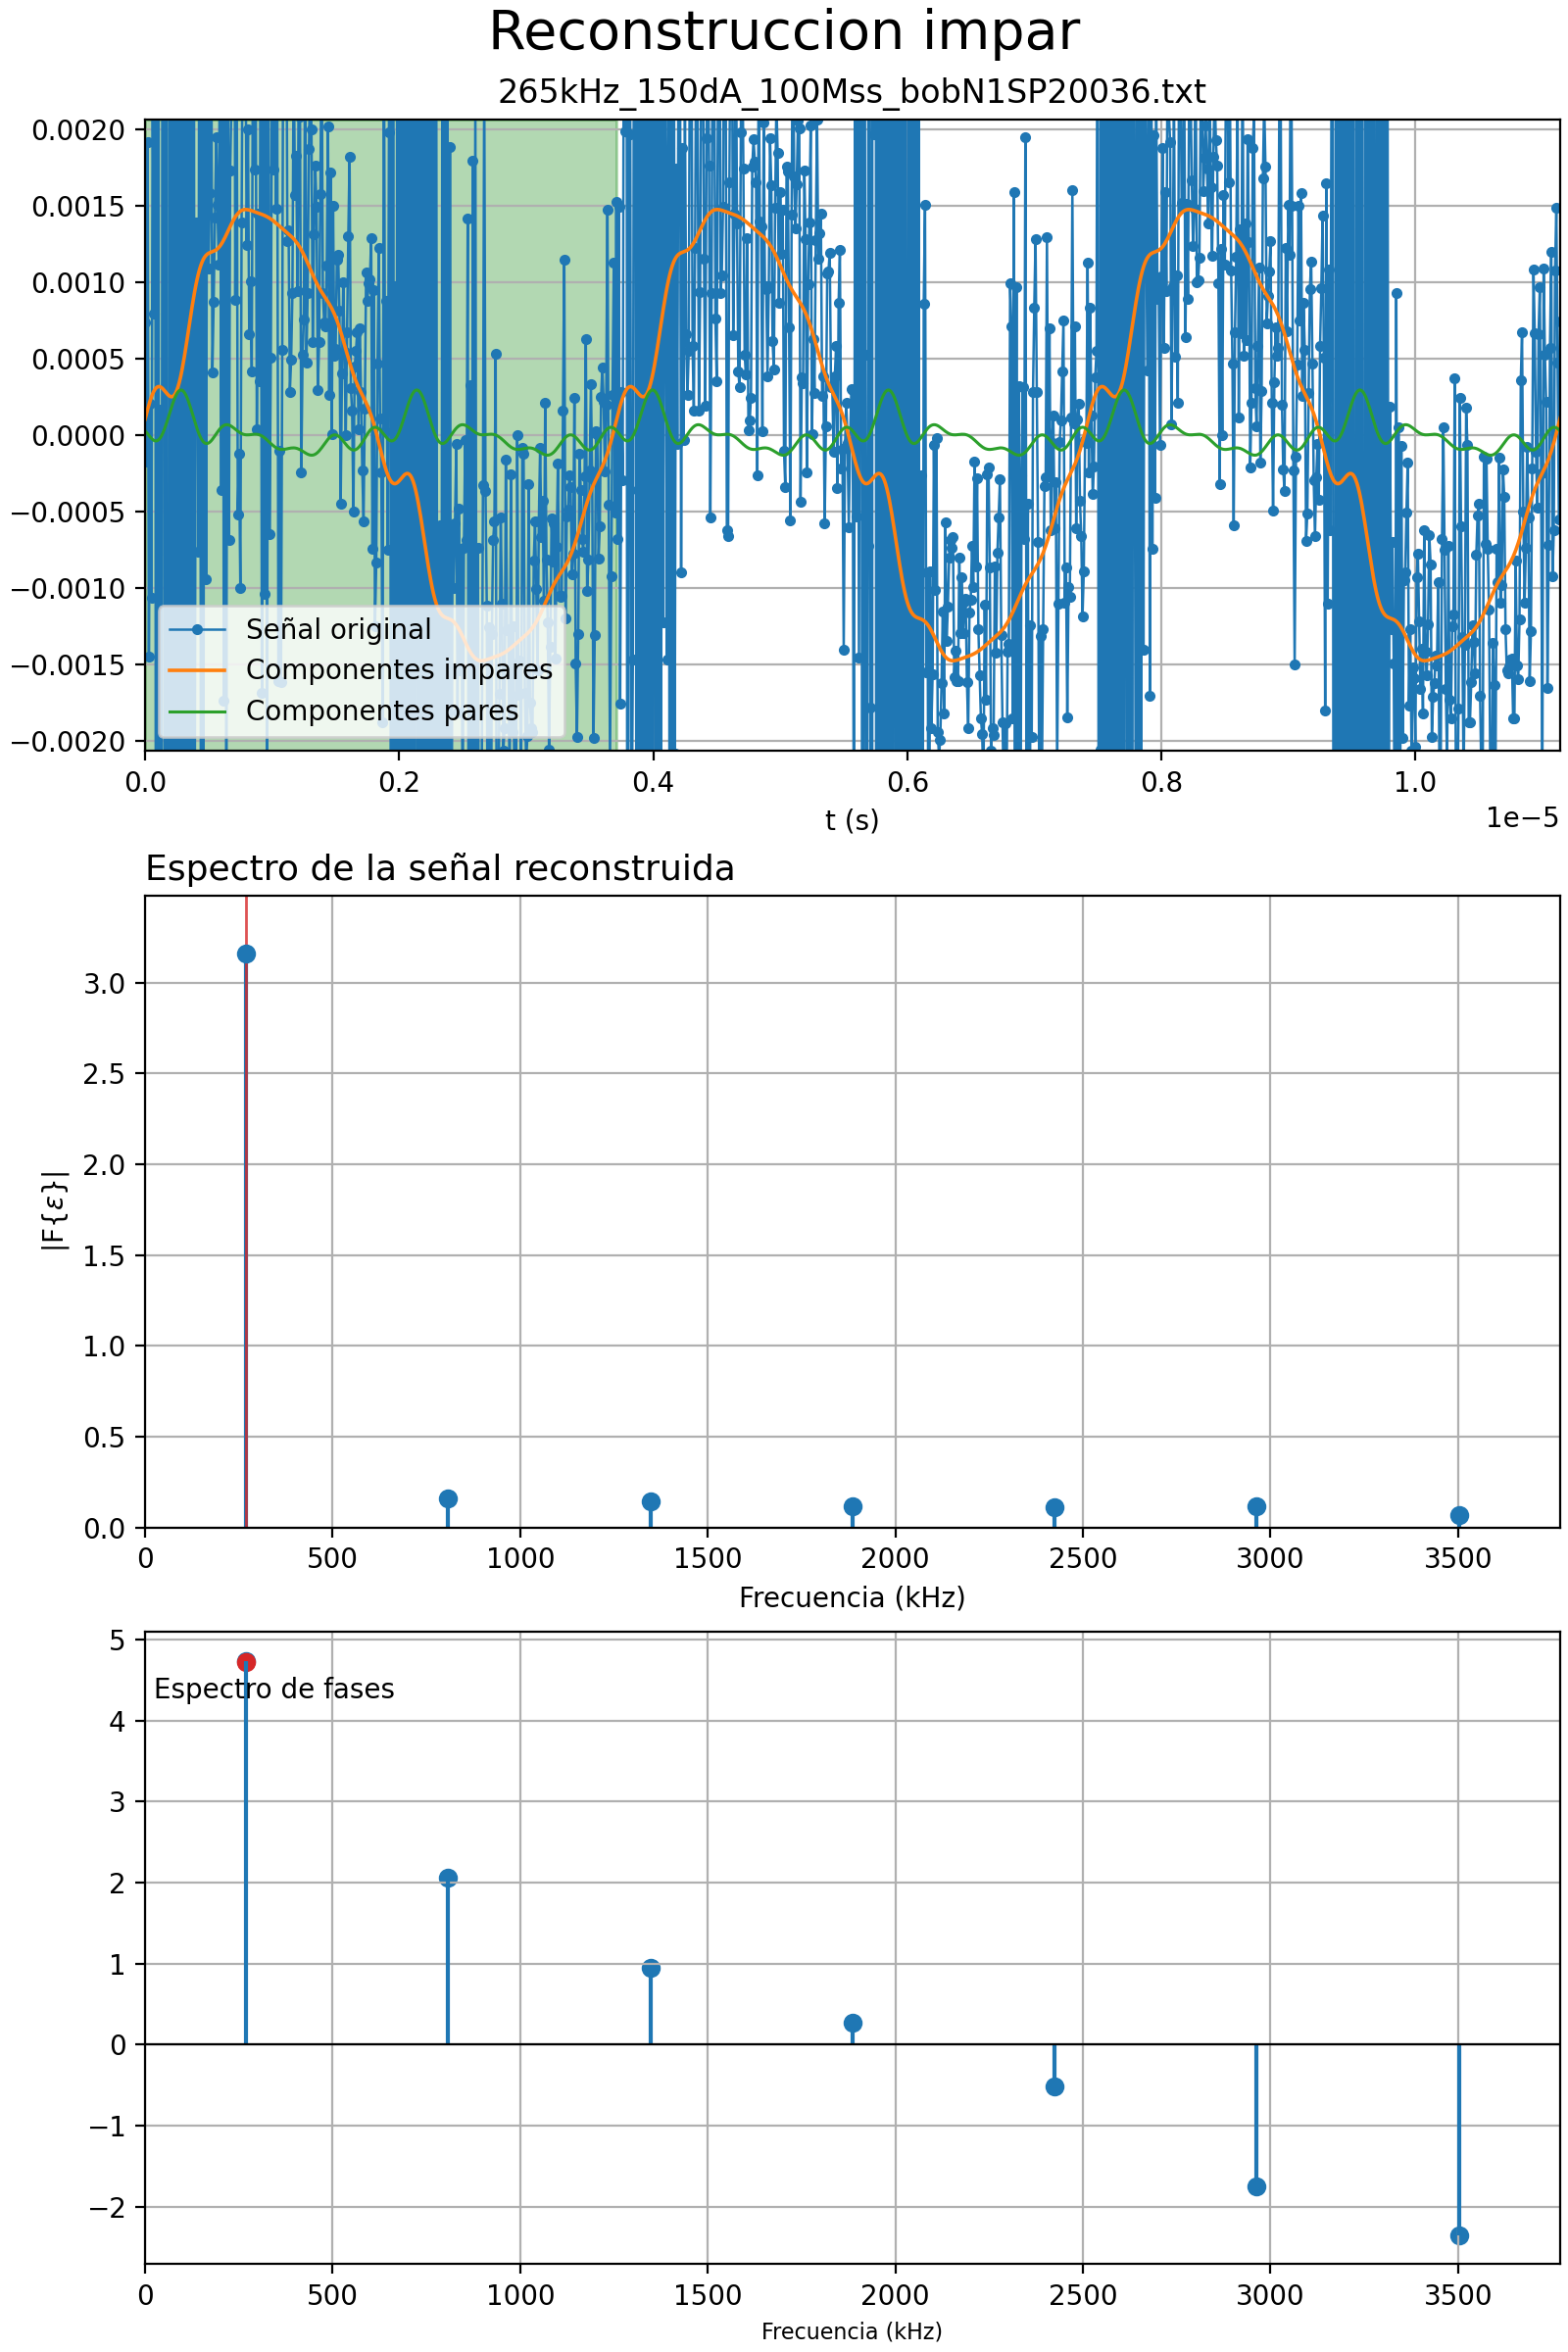 Reconstruccion impar
265kHz_150dA_100Mss_bobN1SP20036.txt
0.0020
0.0015
0.0010
0.0005
0.0000
−0.0005
−0.0010
−0.0015
−0.0020
Señal original
Componentes impares
Componentes pares
0.0 0.2 0.4 0.6 0.8 1.0
t (s)
1e−5
Espectro de la señal reconstruida
|F{ε}|
3.0
2.5
2.0
1.5
1.0
0.5
0.0
0 500 1000 1500 2000 2500 3000 3500
Frecuencia (kHz)
5
4
3
2
1
0
−1
−2
Espectro de fases
0 500 1000 1500 2000 2500 3000 3500
Frecuencia (kHz)